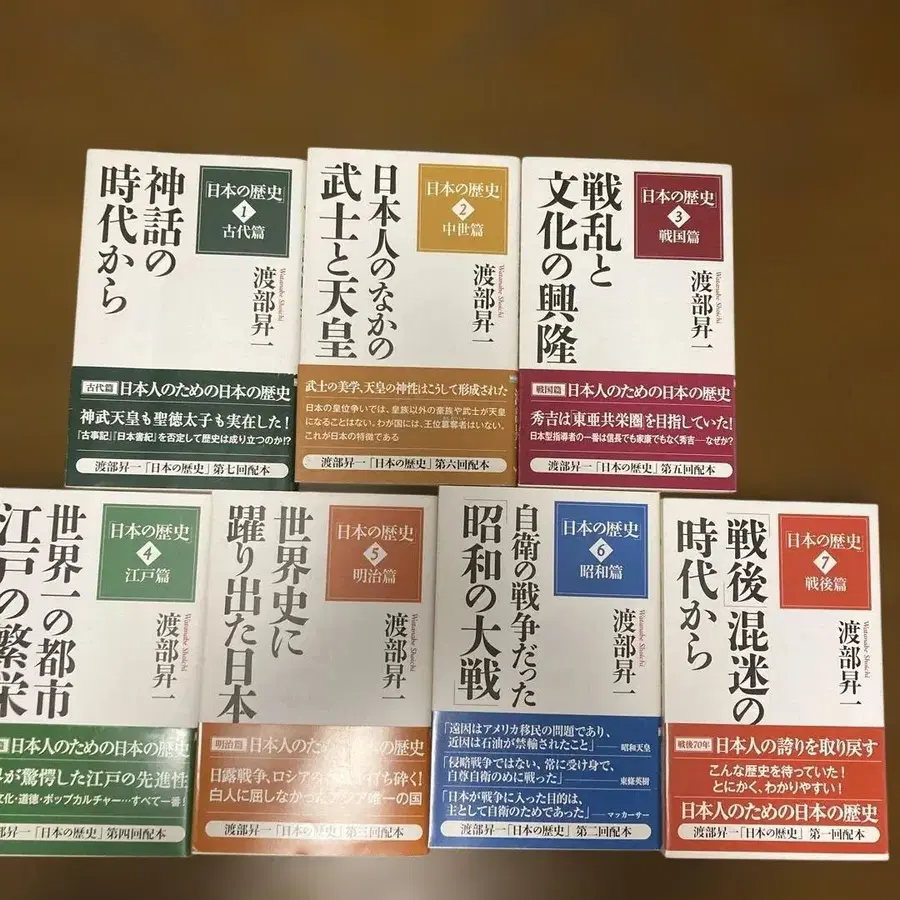 神話の
時代から
「日本の歴史」
1
古代篇
渡部昇一
Watanabe Shoichi
古代篇 日本人のための日本の歴史
神武天皇も聖徳太子も実在した!
「古事記」「日本書紀」を否定して歴史は成り立つのか!?
渡部昇一「日本の歴史」第七回配本
日本人のなかの
武士と天皇
「日本の歴史」
2
中世篇
渡部昇一
Watanabe Shoichi
武士の美学、天皇の神性はこうして形成された
日本の皇位争いでは、皇族以外の豪族や武士が天皇
になることはない。わが国には、王位簒奪者はいない。
これが日本の特徴である
渡部昇一「日本の歴史」第六回配本
戦乱と
文化の興隆
「日本の歴史」
3
戦国篇
渡部昇一
Watanabe Shoichi
戦国篇 日本人のための日本の歴史
秀吉は「東亜共栄圏」を目指していた!
日本型指導者の一番は信長でも家康でもなく秀吉—なぜか?
渡部昇一「日本の歴史」第五回配本
世界一の都市
江戸の繁栄
「日本の歴史」
4
江戸篇
渡部昇一
Watanabe Shoichi
日本人のための日本の歴史
が驚愕した江戸の先進性
文化・道徳・ポップカルチャー…すべて一番!
渡部昇一「日本の歴史」第四回配本
世界史に
躍り出た日本
「日本の歴史」
5
明治篇
渡部昇一
Watanabe Shoichi
明治篇 日本人のための日本の歴史
日露戦争、ロシアの 打ち砕く!
白人に屈しなかったアジア唯一の国
渡部昇一「日本の歴史」第三回配本
自衛の戦争だった
「昭和の大戦」
「日本の歴史」
6
昭和篇
渡部昇一
Watanabe Shoichi
「遠因はアメリカ移民の問題であり、
近因は石油が禁輸されたこと」——昭和天皇
「侵略戦争ではない、常に受け身で、
自尊自衛のめに戦った」——東條英樹
「日本が戦争に入った目的は、
主として自衛のためであった」——マッカーサー
渡部昇一「日本の歴史」第二回配本
「戦後」混迷の
時代から
「日本の歴史」
7
戦後篇
渡部昇一
Watanabe Shoichi
戦後70年 日本人の誇りを取り戻す
こんな歴史を待っていた!
とにかく、わかりやすい!
日本人のための日本の歴史
渡部昇一「日本の歴史」第一回配本